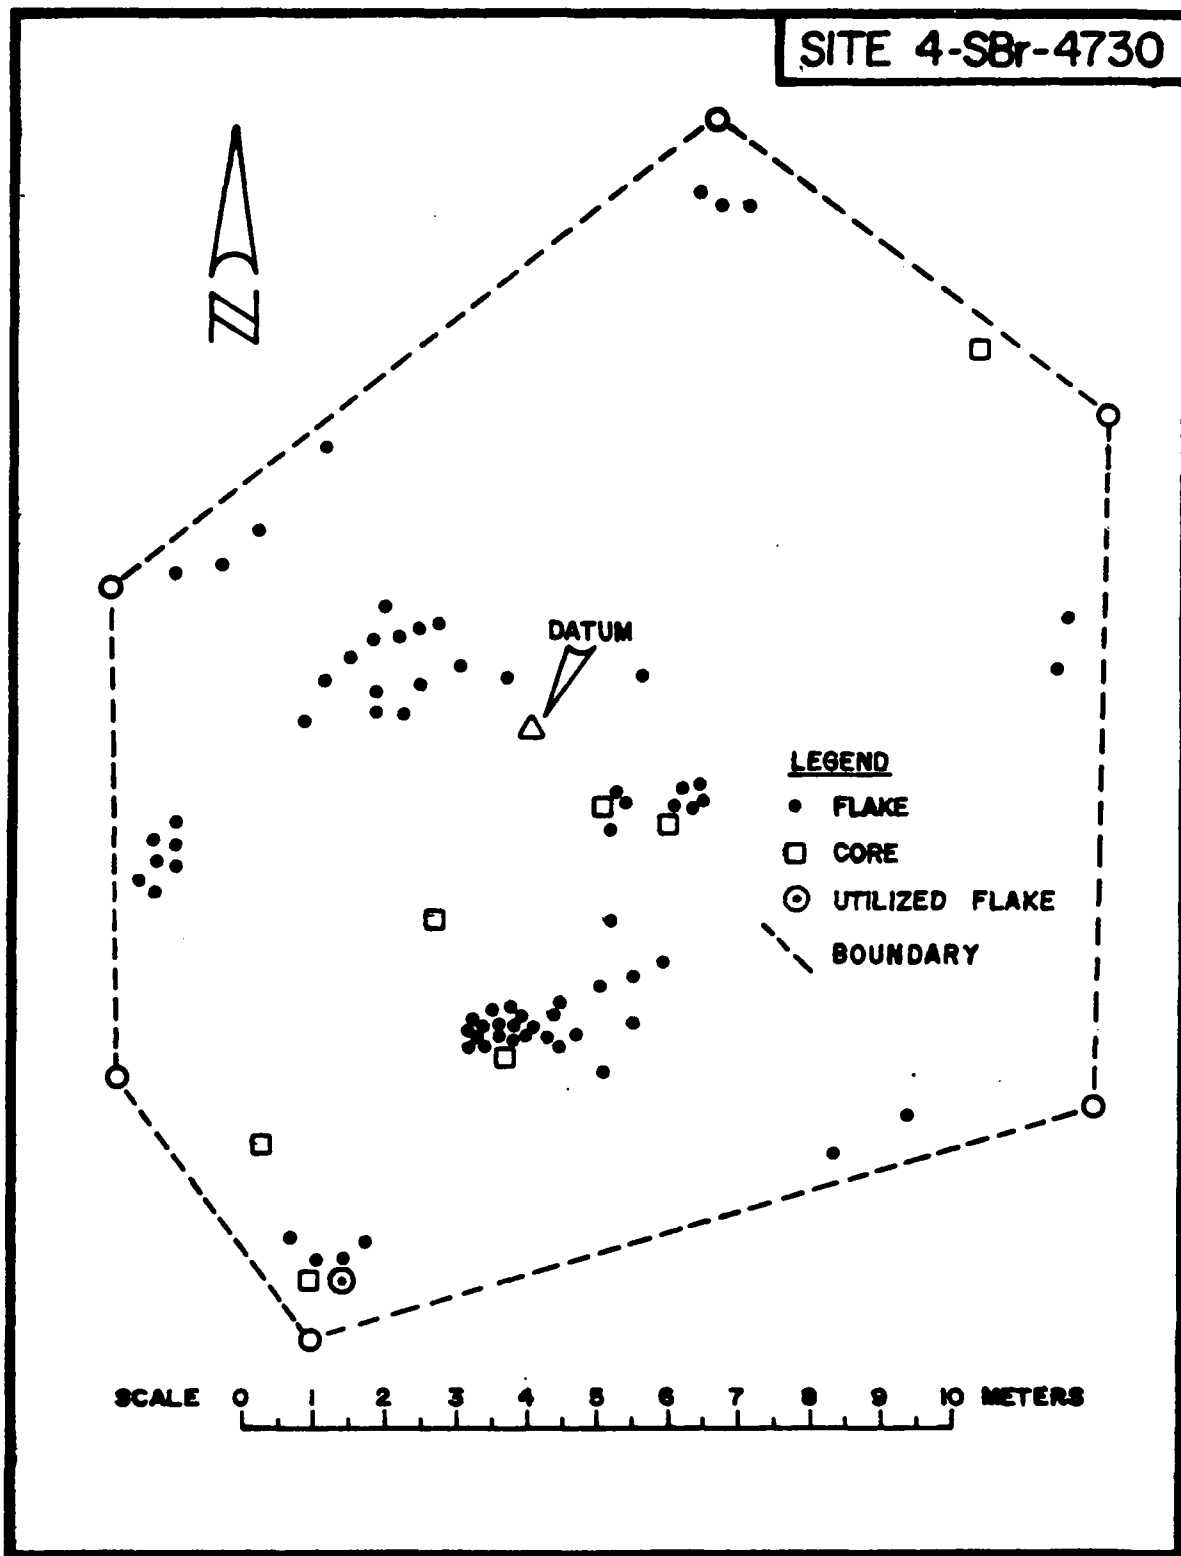 SITE 4-SBr-4730
N
DATUM
LEGEND
FLAKE
CORE
UTILIZED FLAKE
BOUNDARY
SCALE 0 1 2 3 4 5 6 7 8 9 10 METERS